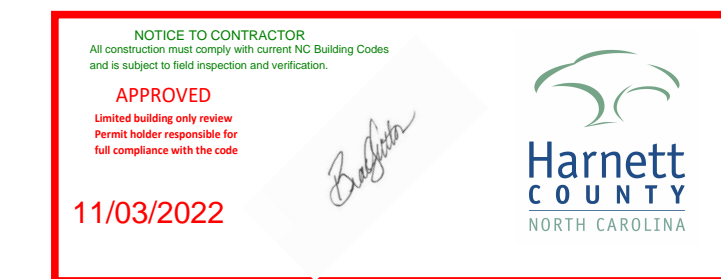 NOTICE TO CONTRACTOR
All construction must comply with current NC Building Codes
and is subject to field inspection and verification.
APPROVED
Limited building only review
Permit holder responsible for
full compliance with the code
11/03/2022
Harnett
COUNTY
NORTH CAROLINA